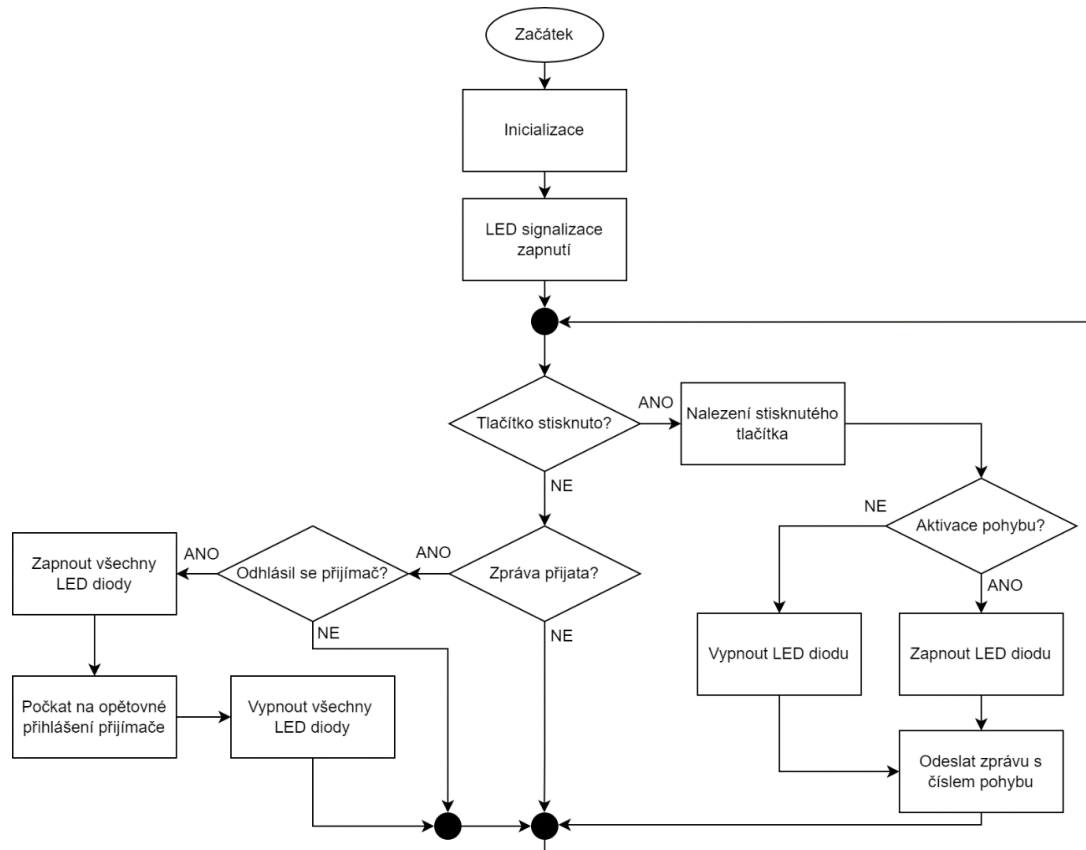 Začátek
Inicializace
LED signalizace
zapnutí
Tlačítko stisknuto?
ANO
Nalezení stisknutého
tlačítka
NE
Aktivace pohybu?
NE
ANO
Zpráva přijata?
ANO
NE
Odhlásil se přijímač?
ANO
NE
Zapnout všechny
LED diody
Počkat na opětovné
přihlášení přijímače
Vypnout všechny
LED diody
Vypnout LED diodu
Zapnout LED diodu
Odeslat zprávu s
číslem pohybu